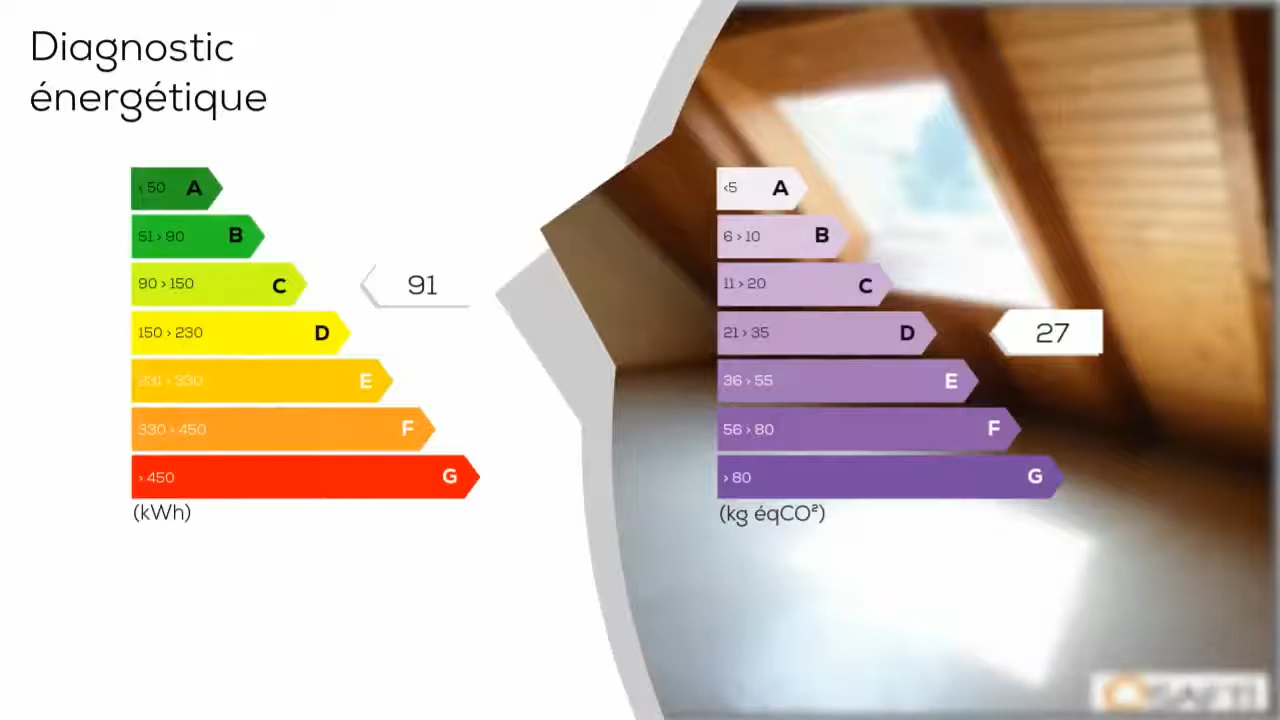 Diagnostic
énergétique
< 50 A
51 > 90 B
90 > 150 C
91
150 > 230 D
330 E
330 > 450 F
> 450 G
(kWh)
<5 A
6 > 10 B
11 > 20 C
21 > 35 D
27
36 > 55 E
56 > 80 F
> 80 G
(kg éqCO²)